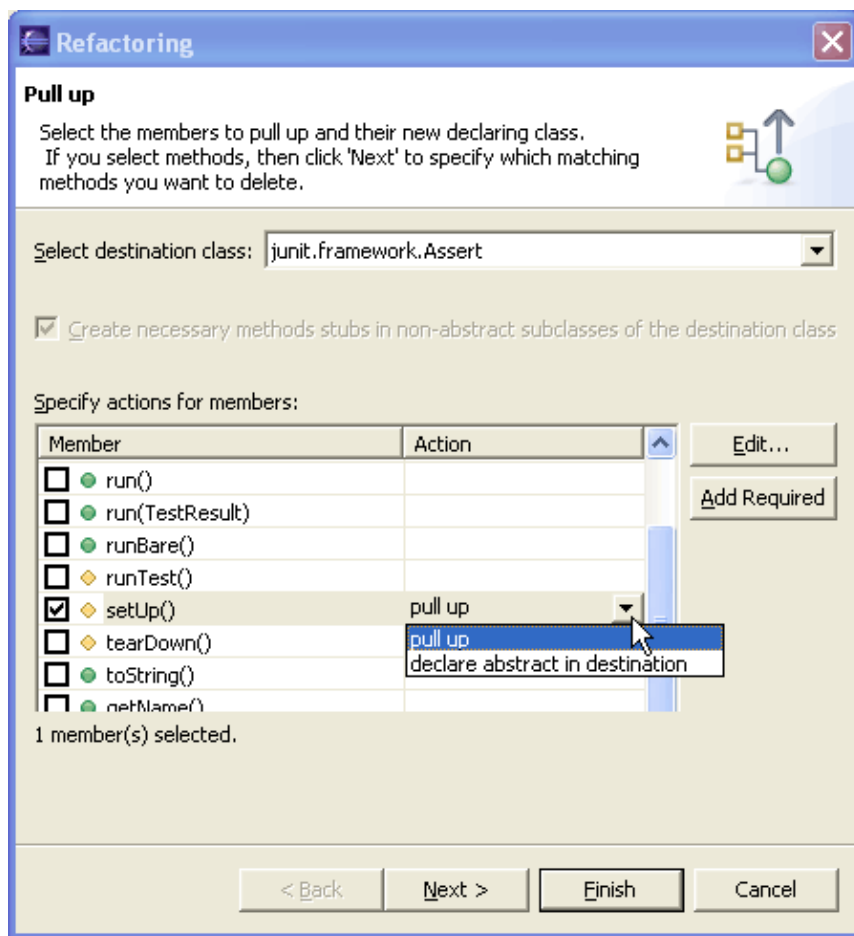 Refactoring
Pull up
Select the members to pull up and their new declaring class.
If you select methods, then click 'Next' to specify which matching
methods you want to delete.
Select destination class: junit.framework.Assert
Create necessary methods stubs in non-abstract subclasses of the destination class
Specify actions for members:
Member Action
Edit...
run()
Add Required
run(TestResult)
runBare()
runTest()
setUp() pull up
tearDown() pull up
toString() declare abstract in destination
getName()
1 member(s) selected.
< Back Next > Finish Cancel